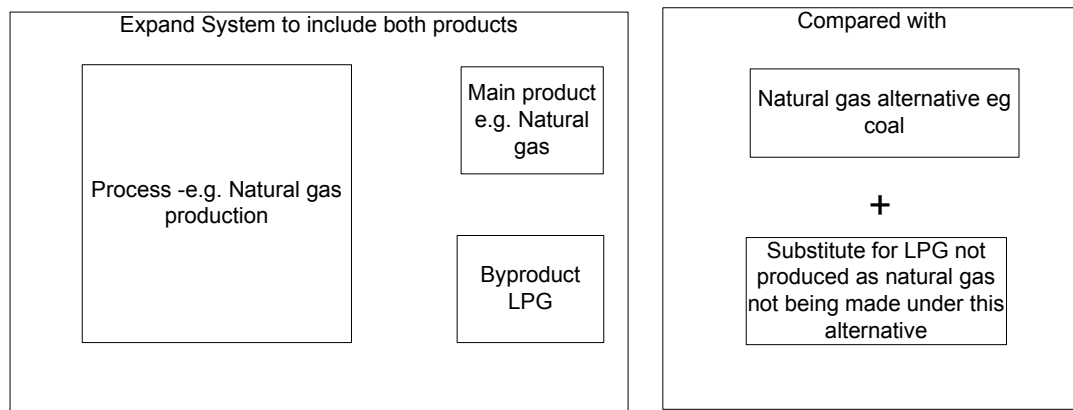 Expand System to include both products
Process -e.g. Natural gas
production
Main product
e.g. Natural
gas
Byproduct
LPG
Compared with
Natural gas alternative eg
coal
+
Substitute for LPG not
produced as natural gas
not being made under this
alternative